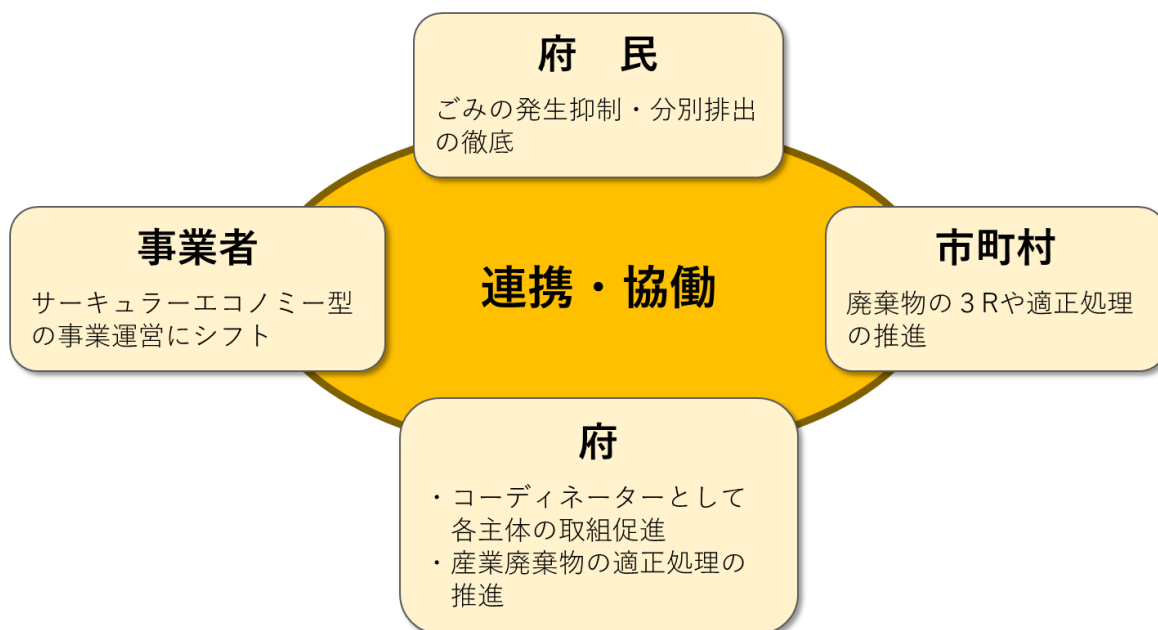 府　民
ごみの発生抑制・分別排出
の徹底
事業者
サーキュラーエコノミー型
の事業運営にシフト
連携・協働
市町村
廃棄物の３Rや適正処理
の推進
府
・コーディネーターとして
各主体の取組促進
・産業廃棄物の適正処理の
推進